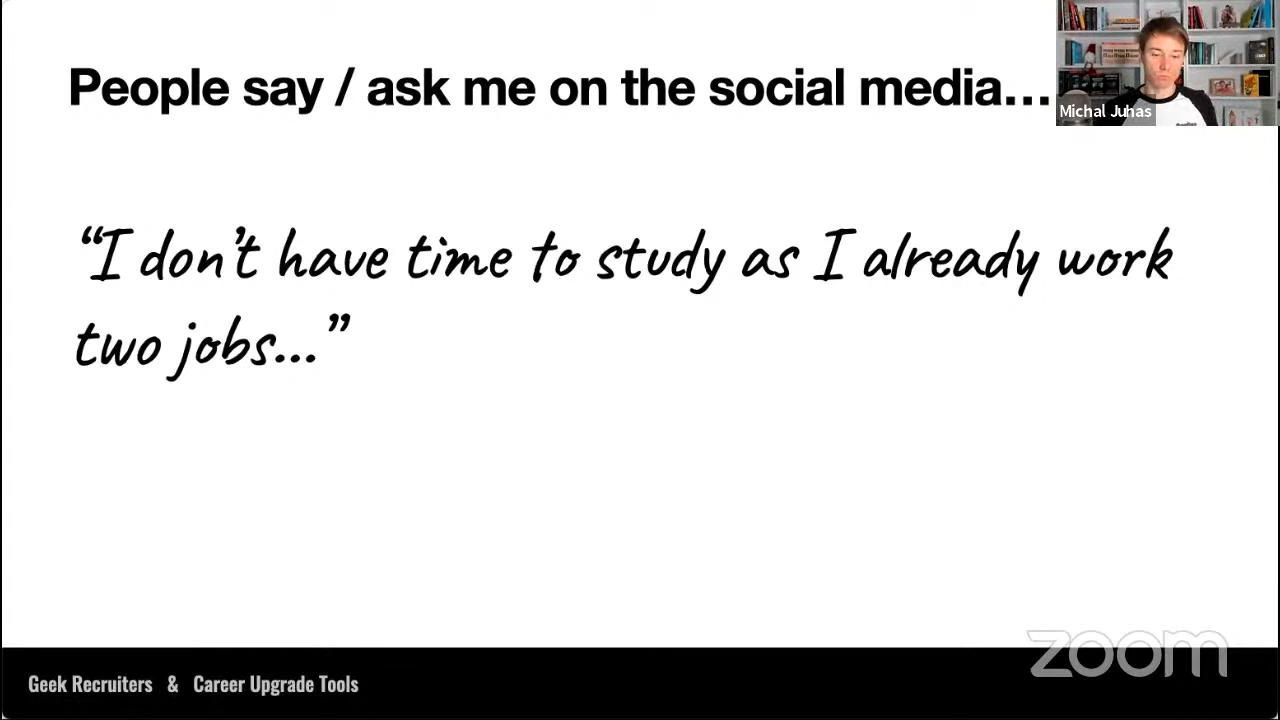 People say / ask me on the social media…
Michal Juhas
“I don’t have time to study as I already work
two jobs...”
zoom
Geek Recruiters & Career Upgrade Tools